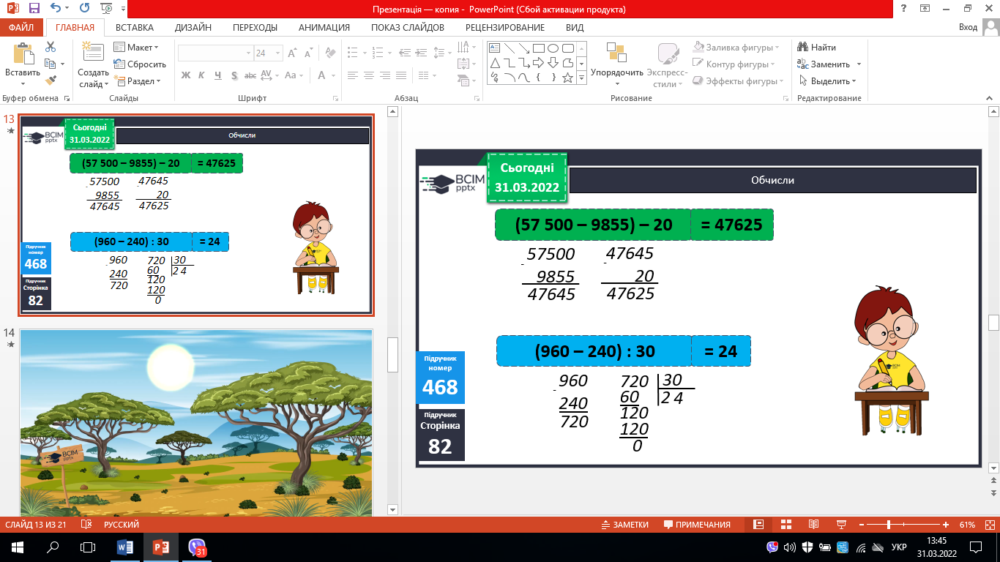 Презентація — копия - PowerPoint (Сбой активации продукта)
ФАЙЛ ГЛАВНАЯ ВСТАВКА ДИЗАЙН ПЕРЕХОДЫ АНИМАЦИЯ ПОКАЗ СЛАЙДОВ РЕЦЕНЗИРОВАНИЕ ВИД Вход
Вставить
Буфер обмена
Создать слайд
Макет
Сбросить
Раздел
Слайды
24
Ж К Ч S abc AV Aa А
Шрифт
Абзац
Упорядочить
Экспресс-стили
Заливка фигуры
Контур фигуры
Эффекты фигуры
Рисование
Найти
Заменить
Выделить
Редактирование
13
Сьогодні
31.03.2022
BCIM
pptx
Обчисли
(57 500 – 9855) – 20 = 47625
57500 47645
- -
9855 20
47645 47625
(960 – 240) : 30 = 24
- 960 720 30
240 60 2 4
720 120
120
0
Підручник
номер
468
Підручник
Сторінка
82
14
BCIM
pptx
Сьогодні
31.03.2022
BCIM
pptx
Обчисли
(57 500 – 9855) – 20 = 47625
57500 47645
- -
9855 20
47645 47625
(960 – 240) : 30 = 24
960 720 30
-
240 60 2 4
720 120
120
0
Підручник
номер
468
Підручник
Сторінка
82
СЛАЙД 13 ИЗ 21 РУССКИЙ ЗАМЕТКИ ПРИМЕЧАНИЯ 61%
31
УКР
13:45
31.03.2022